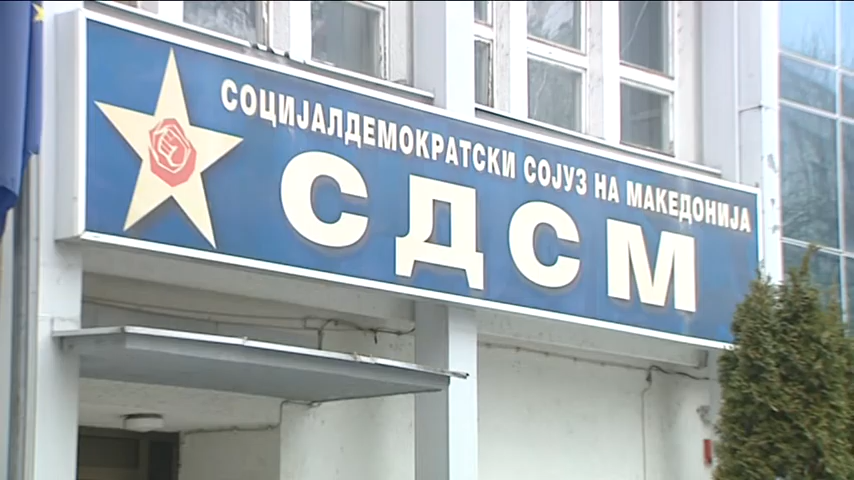 СОЦИЈАЛДЕМОКРАТСКИ СОЈУЗ НА МАКЕДОНИЈА
СДСМ